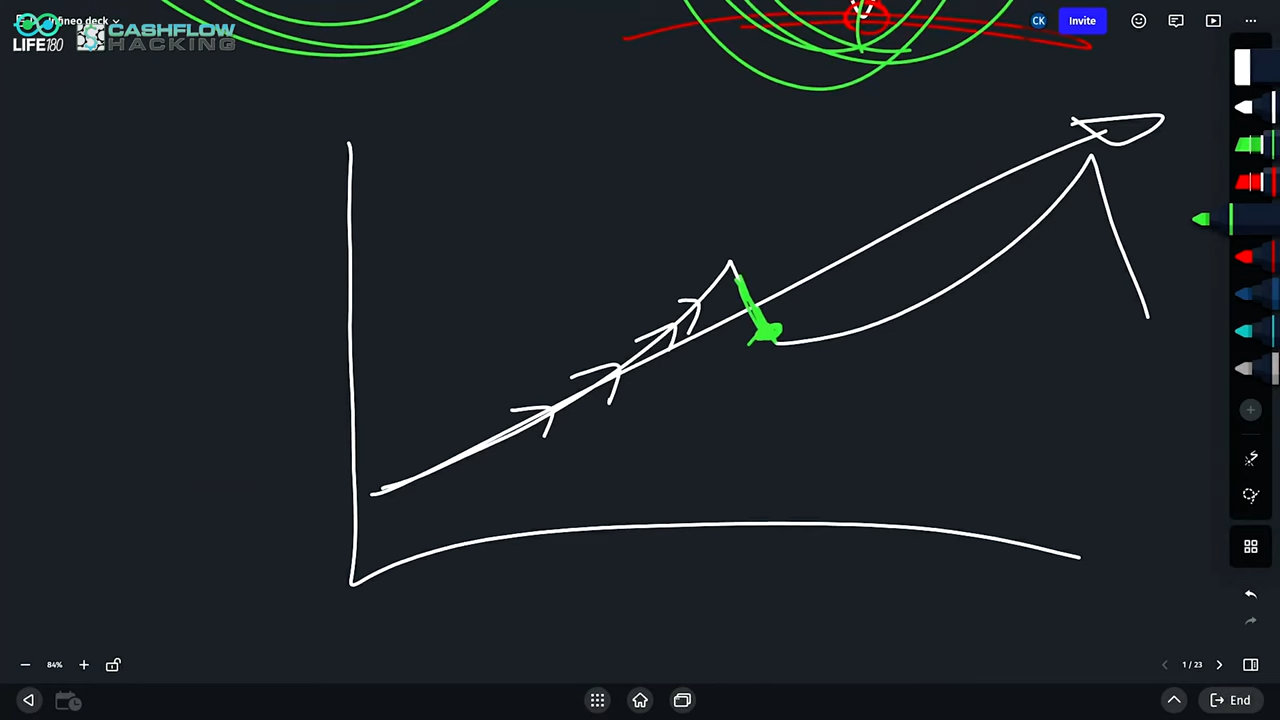 LIFE180
CASHFLOW
HACKING
CK
Invite
84%
1 / 23
End